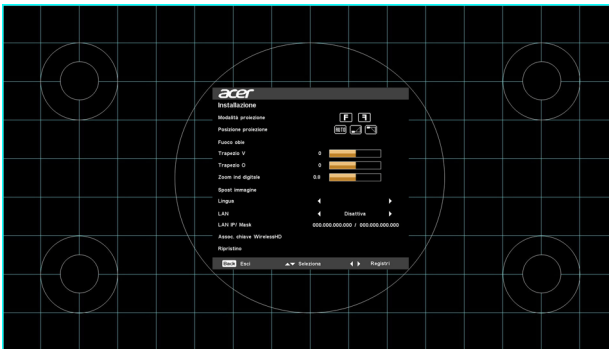 acer
Installazione
Modalità proiezione F F
Posizione proiezione AUTO
Fuoco obie
Trapezio V 0
Trapezio O 0
Zoom ind digitale 0.0
Spost immagine
Lingua
LAN Disattiva
LAN IP/ Mask 000.000.000.000 / 000.000.000.000
Assoc. chiave WirelessHD
Ripristino
Back Esci Seleziona Registri